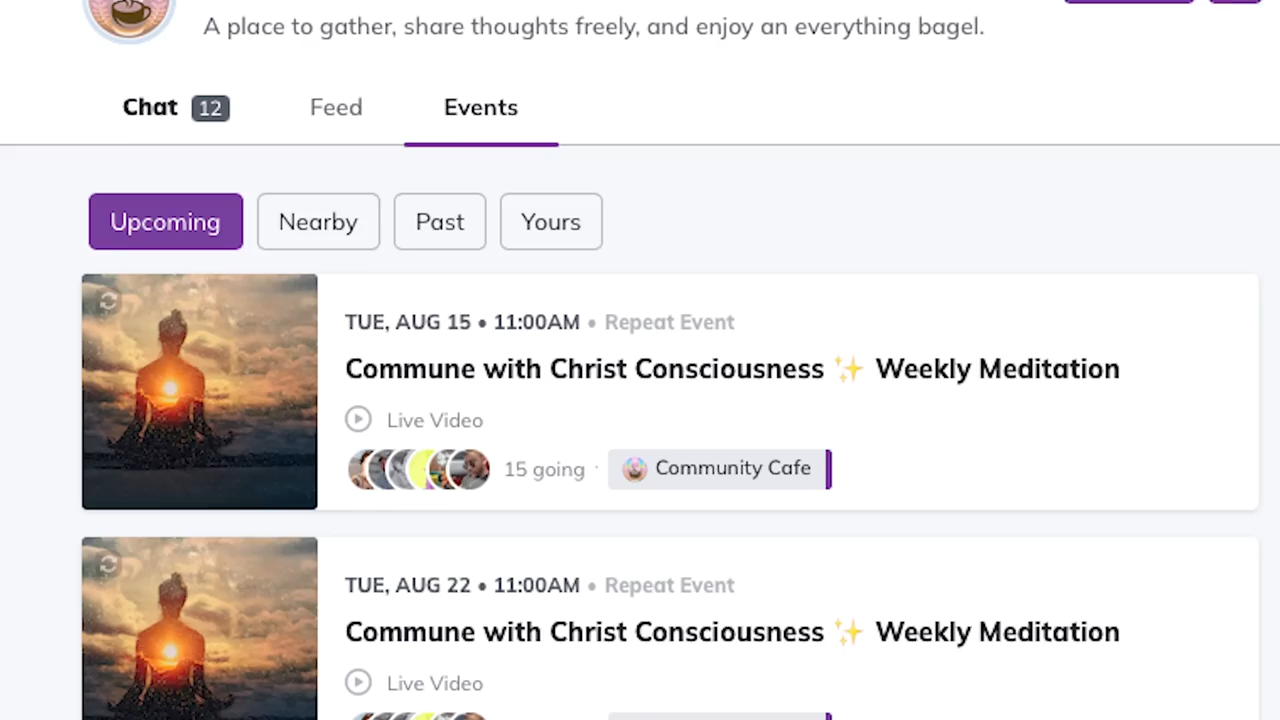 A place to gather, share thoughts freely, and enjoy an everything bagel.
Chat 12 Feed Events
Upcoming Nearby Past Yours
TUE, AUG 15 • 11:00AM • Repeat Event
Commune with Christ Consciousness ✨ Weekly Meditation
Live Video
15 going · Community Cafe
TUE, AUG 22 • 11:00AM • Repeat Event
Commune with Christ Consciousness ✨ Weekly Meditation
Live Video